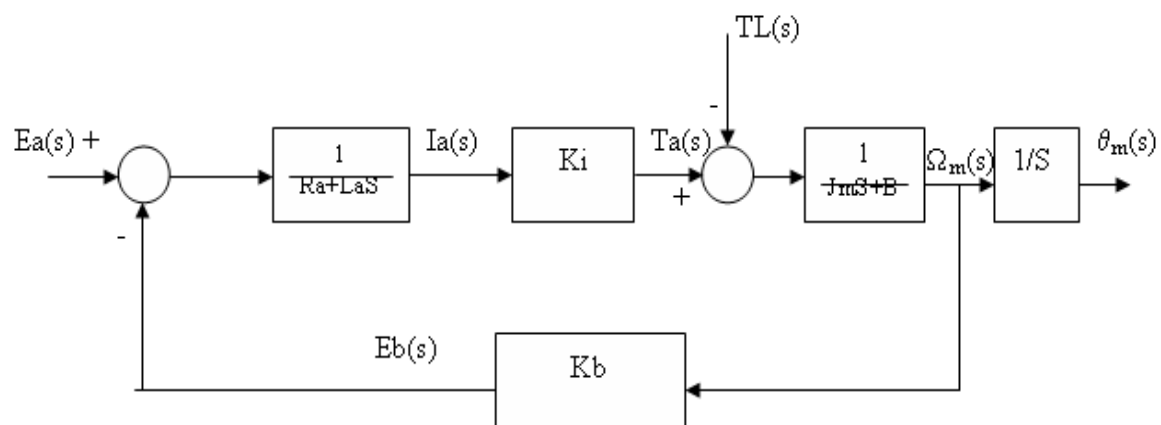 TL(s)
-
Ea(s) +
1
Ra+LaS
Ia(s)
Ki
Ta(s)
+
1
JmS+B
Ωm(s)
1/S
θm(s)
-
Eb(s)
Kb